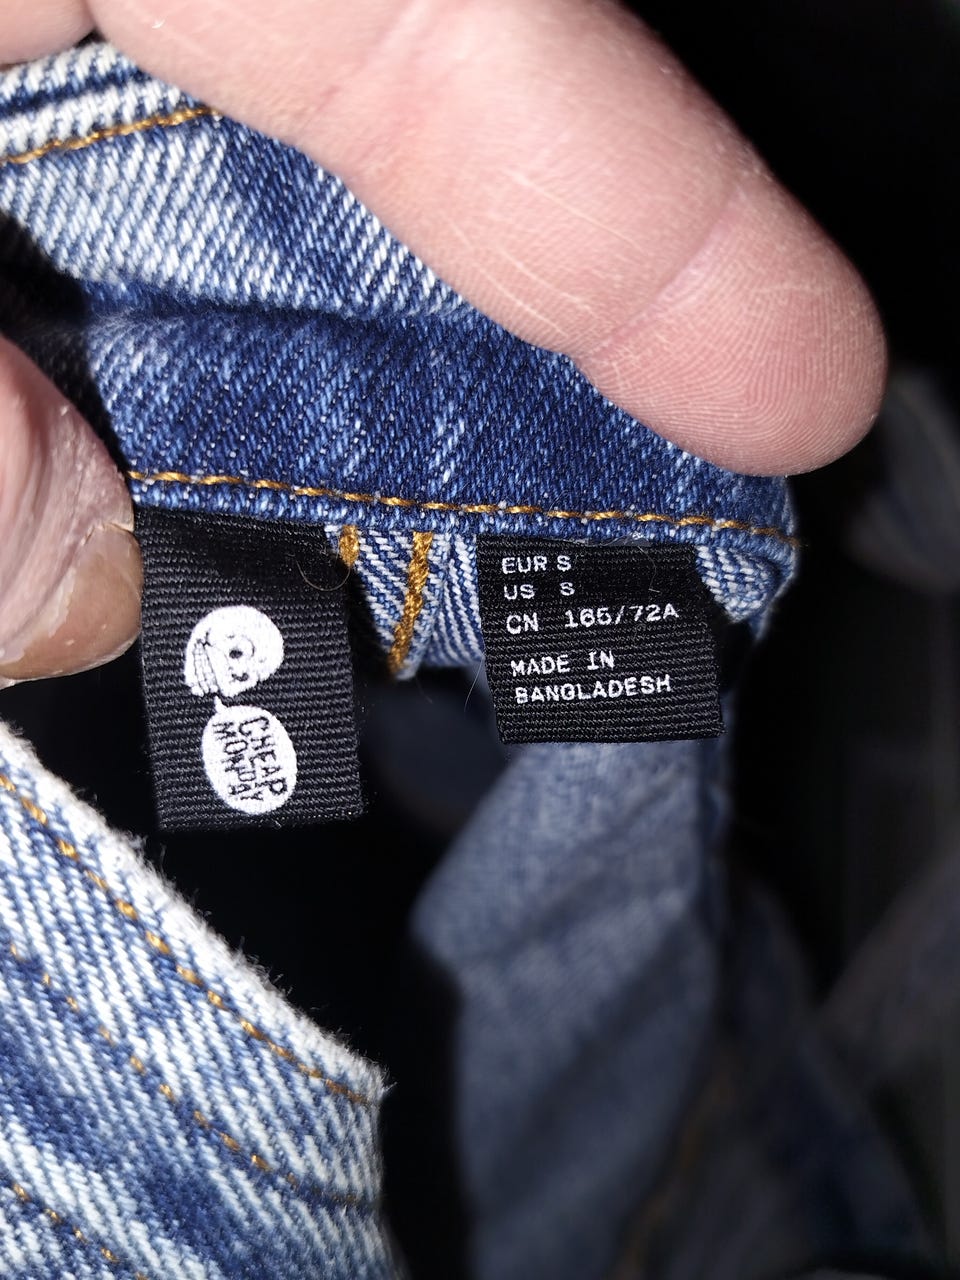 CHEAP
MONDAY
EUR S
US S
CN 165/72A
MADE IN
BANGLADESH